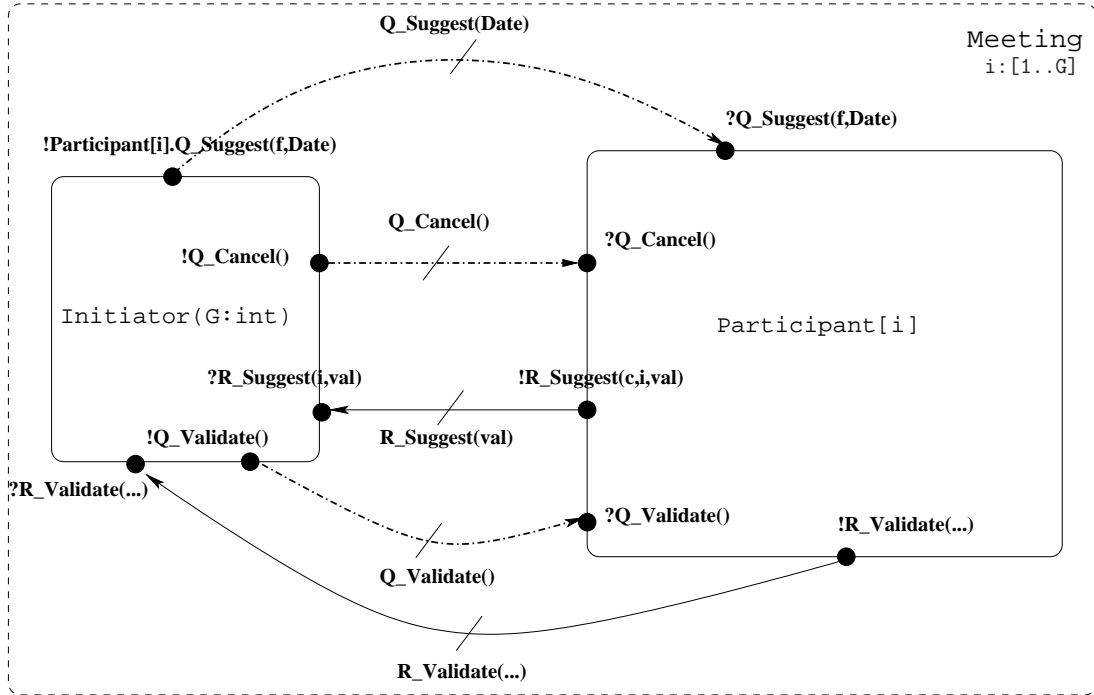 Q_Suggest(Date)
Meeting
i:[1..G]
?Q_Suggest(f,Date)
!Participant[i].Q_Suggest(f,Date)
Q_Cancel()
!Q_Cancel()
?Q_Cancel()
Initiator(G:int)
Participant[i]
?R_Suggest(i,val)
!R_Suggest(c,i,val)
R_Suggest(val)
!Q_Validate()
?R_Validate(...)
?Q_Validate()
!R_Validate(...)
Q_Validate()
R_Validate(...)